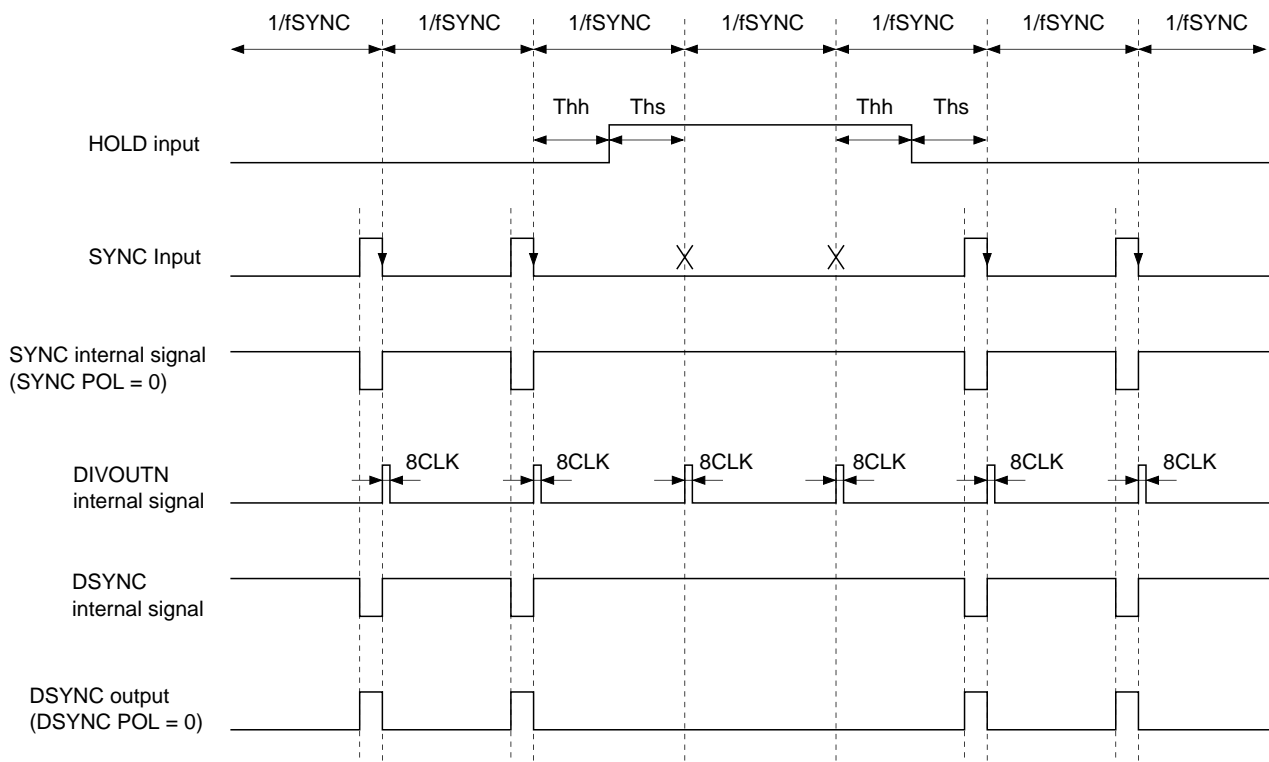 1/fSYNC 1/fSYNC 1/fSYNC 1/fSYNC 1/fSYNC 1/fSYNC 1/fSYNC
Thh Ths Thh Ths
HOLD input
SYNC Input
SYNC internal signal
(SYNC POL = 0)
8CLK 8CLK 8CLK 8CLK 8CLK 8CLK
DIVOUTN
internal signal
DSYNC
internal signal
DSYNC output
(DSYNC POL = 0)